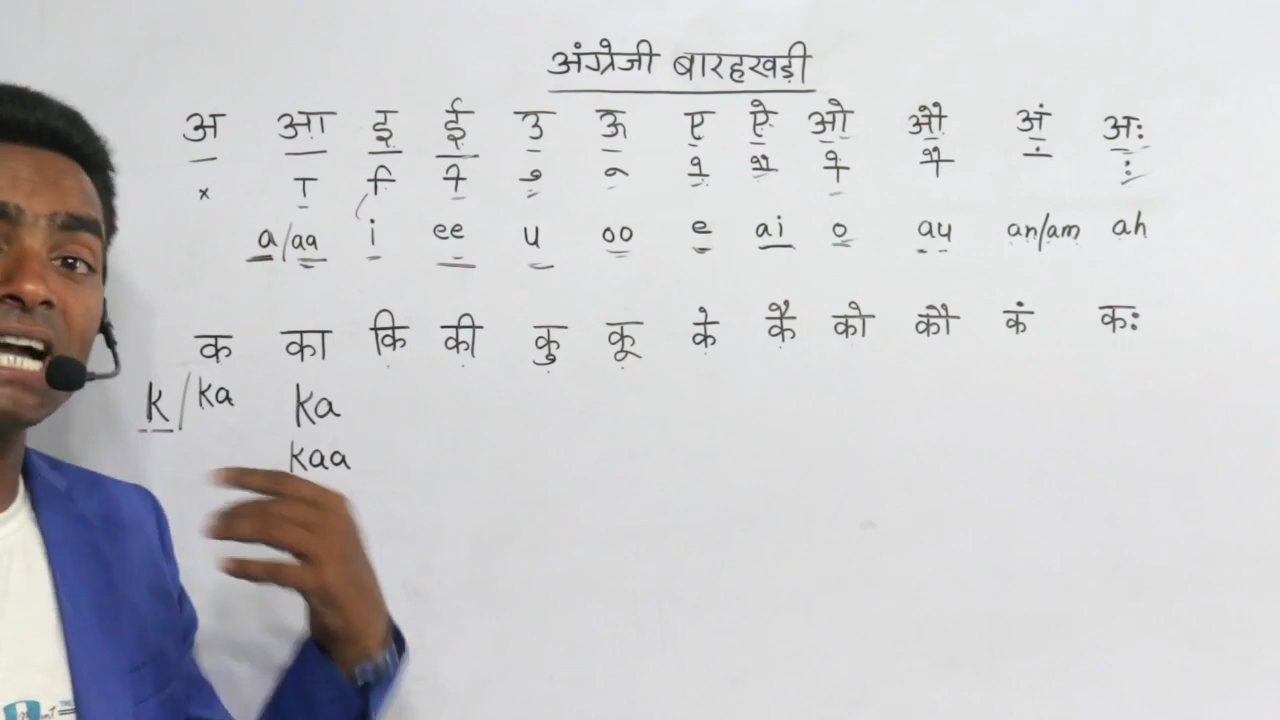 अंग्रेजी बारहखड़ी
अ आ इ ई उ ऊ ए ऐ ओ औ अं अः
× ा ि ी ु ू े ै ो ौ ं ः
a/aa i ee u oo e ai o au an/am ah
क का कि की कु कू के कै को कौ कं कः
k/ka ka
kaa